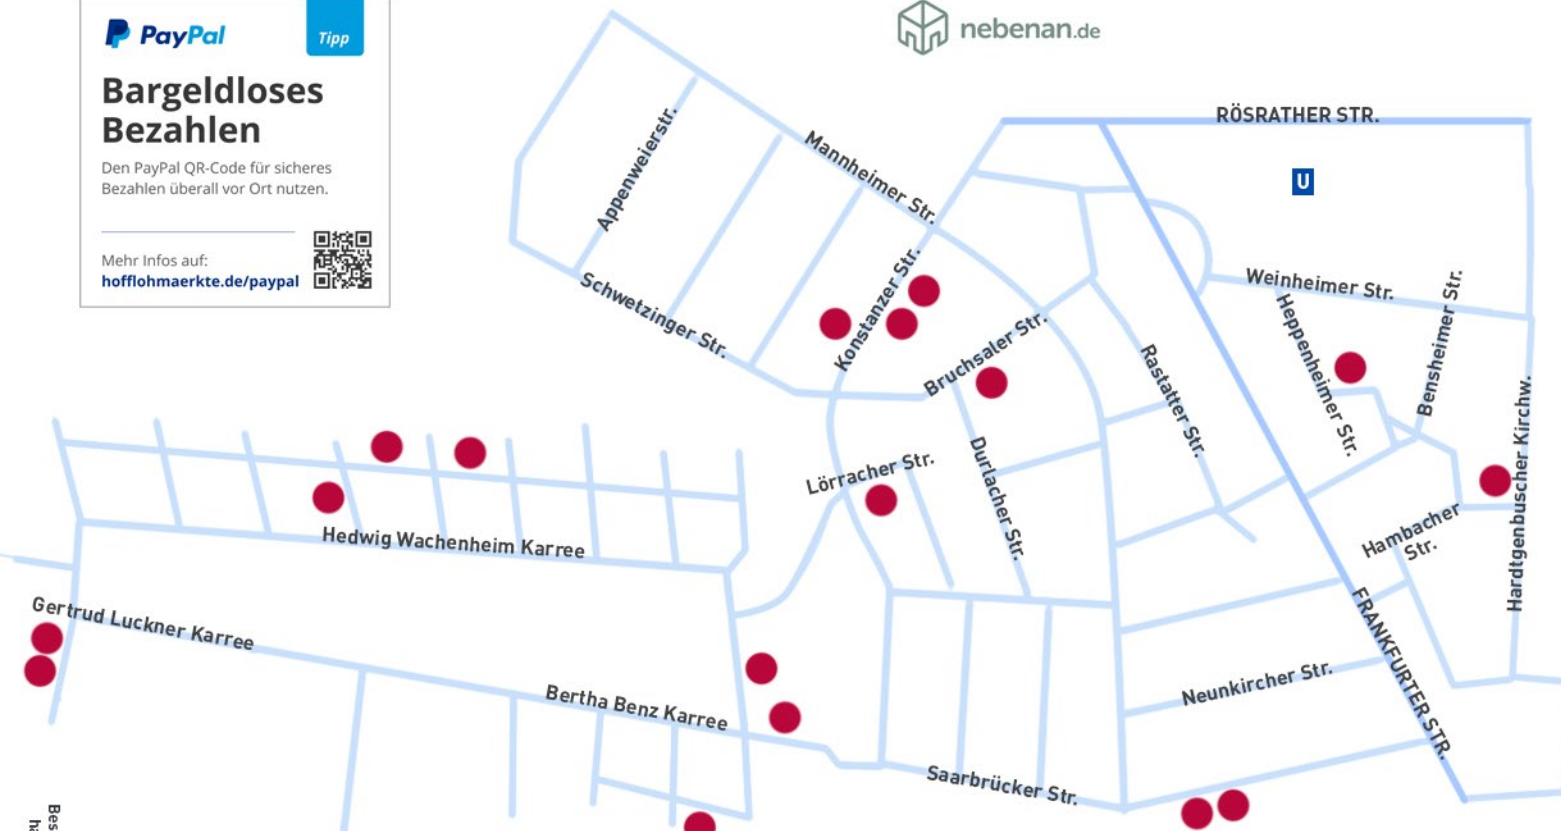 PayPal
Tipp
Bargeldloses
Bezahlen
Den PayPal QR-Code für sicheres
Bezahlen überall vor Ort nutzen.
Mehr Infos auf:
hofflohmaerkte.de/paypal
nebenan.de
RÖSRATHER STR.
U
Appenweierstr.
Mannheimer Str.
Schwetzinger Str.
Konstanzer Str.
Bruchsaler Str.
Weinheimer Str.
Heppenheimer Str.
Bensheimer Str.
Rastatter Str.
Hardtgenbuscher Kirchw.
Lörracher Str.
Durlacher Str.
Hambacher
Str.
Hedwig Wachenheim Karree
Gertrud Luckner Karree
Bertha Benz Karree
FRANKFURTER STR.
Neunkircher Str.
Saarbrücker Str.
Bes